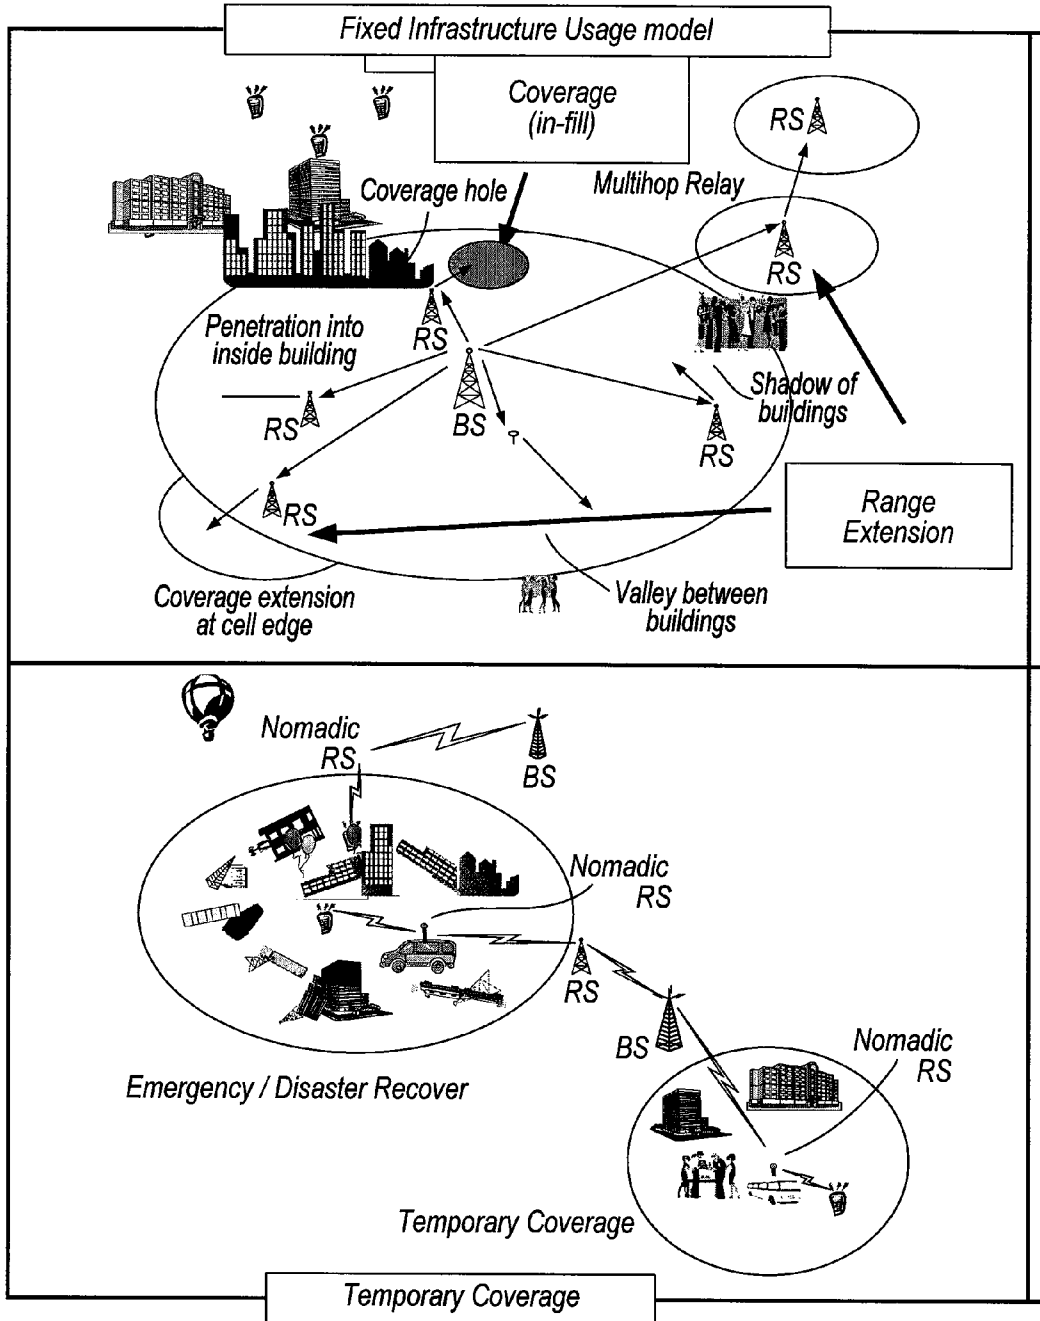 Fixed Infrastructure Usage model
Coverage
(in-fill)
RS
Multihop Relay
Coverage hole
RS
Penetration into
inside building
RS
Shadow of
buildings
RS
BS
RS
RS
Range
Extension
Coverage extension
at cell edge
Valley between
buildings
Nomadic
RS
BS
Nomadic
RS
RS
BS
Nomadic
RS
Emergency / Disaster Recover
Temporary Coverage
Temporary Coverage